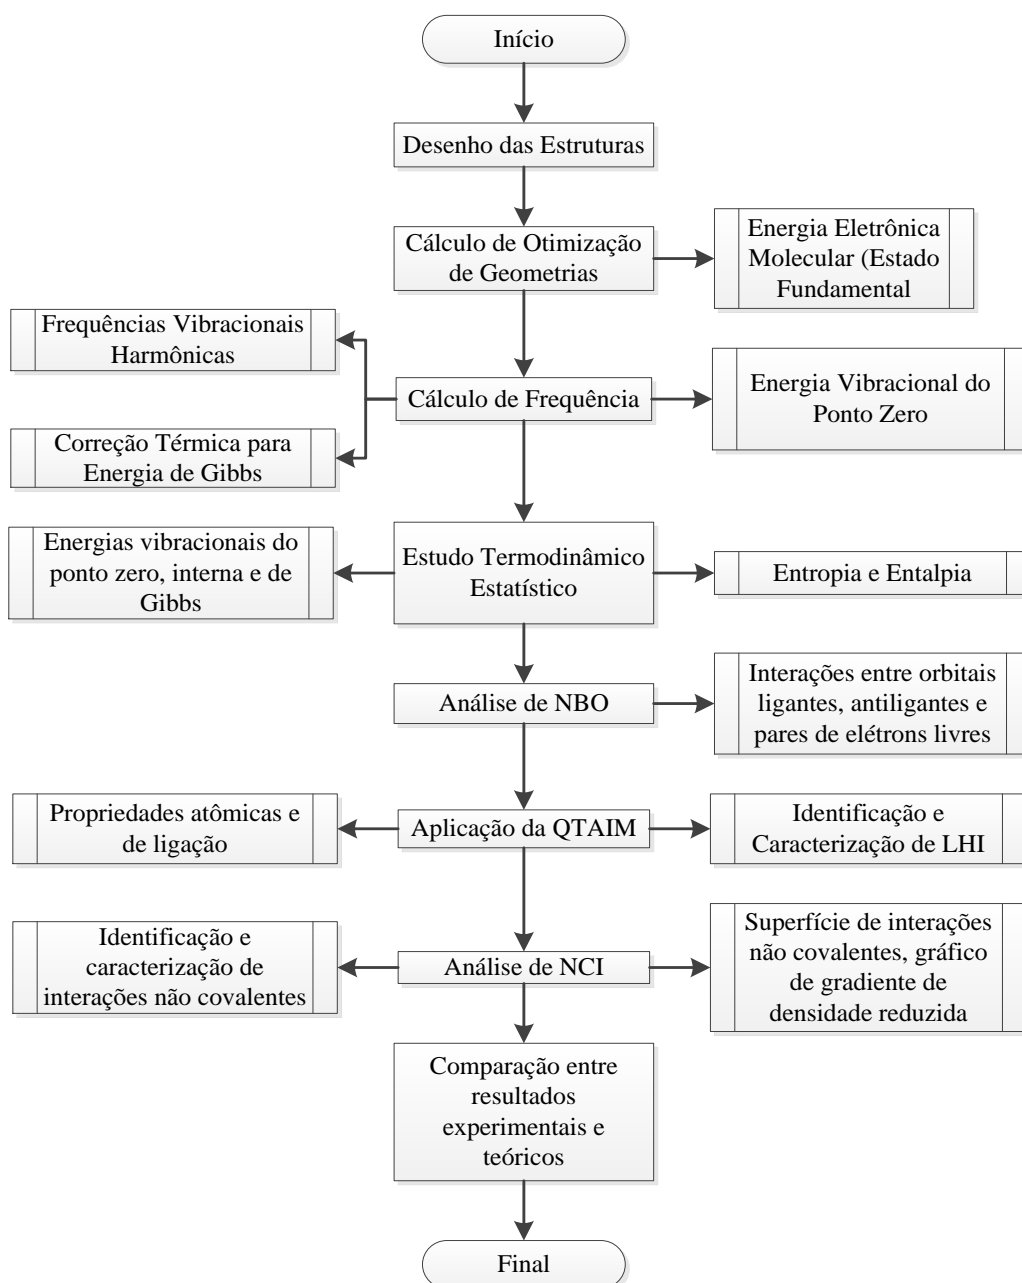 Início
Desenho das Estruturas
Cálculo de Otimização
de Geometrias
Energia Eletrônica
Molecular (Estado
Fundamental
Frequências Vibracionais
Harmônicas
Cálculo de Frequência
Energia Vibracional do
Ponto Zero
Correção Térmica para
Energia de Gibbs
Energias vibracionais do
ponto zero, interna e de
Gibbs
Estudo Termodinâmico
Estatístico
Entropia e Entalpia
Análise de NBO
Interações entre orbitais
ligantes, antiligantes e
pares de elétrons livres
Propriedades atômicas e
de ligação
Aplicação da QTAIM
Identificação e
Caracterização de LHI
Identificação e
caracterização de
interações não covalentes
Análise de NCI
Superfície de interações
não covalentes, gráfico
de gradiente de
densidade reduzida
Comparação entre
resultados
experimentais e
teóricos
Final